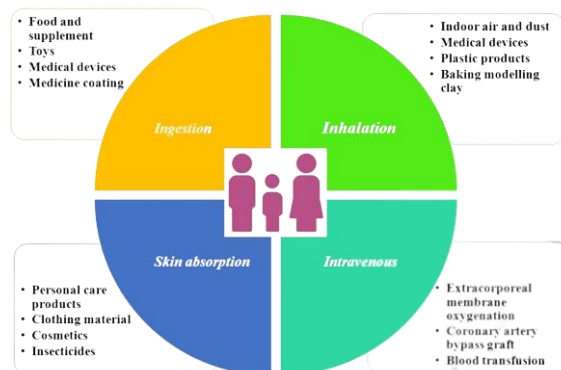 • Food and
supplement
• Toys
• Medical devices
• Medicine coating
• Indoor air and dust
• Medical devices
• Plastic products
• Baking modelling
clay
Ingestion
Inhalation
Skin absorption
Intravenous
• Personal care
products
• Clothing material
• Cosmetics
• Insecticides
• Extracorporeal
membrane
oxygenation
• Coronary artery
bypass graft
• Blood transfusion